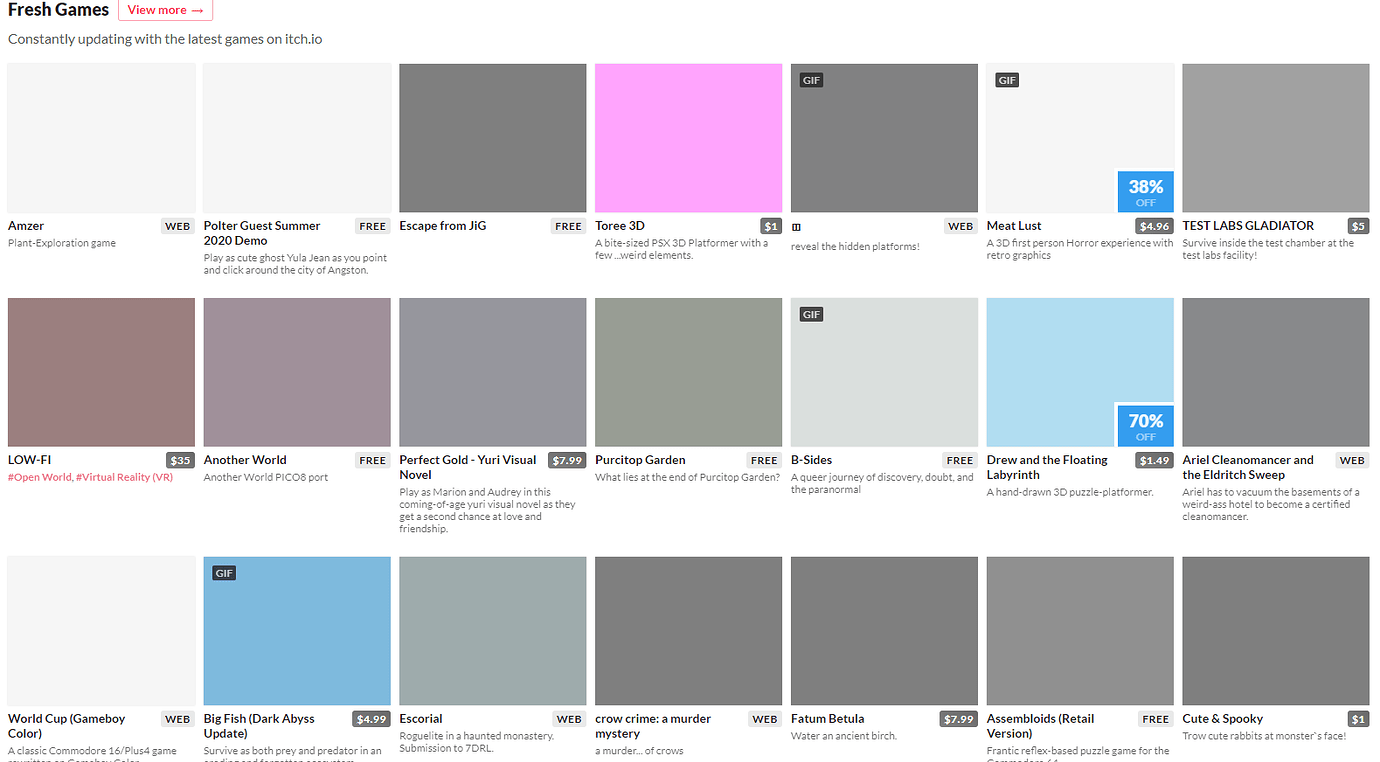 Fresh Games
View more →
Constantly updating with the latest games on itch.io
Amzer
WEB
Plant-Exploration game
Polter Guest Summer
2020 Demo
FREE
Play as cute ghost Yula Jean as you point
and click around the city of Angston.
Escape from JiG
FREE
Toree 3D
$1
A bite-sized PSX 3D Platformer with a
few ...weird elements.
GIF
WEB
reveal the hidden platforms!
GIF
38%
OFF
Meat Lust
$4.96
A 3D first person Horror experience with
retro graphics
TEST LABS GLADIATOR
$5
Survive inside the test chamber at the
test labs facility!
LOW-FI
$35
#Open World, #Virtual Reality (VR)
Another World
FREE
Another World PICO8 port
Perfect Gold - Yuri Visual
Novel
$7.99
Play as Marion and Audrey in this
coming-of-age yuri visual novel as they
get a second chance at love and
friendship.
Purcitop Garden
FREE
What lies at the end of Purcitop Garden?
GIF
B-Sides
FREE
A queer journey of discovery, doubt, and
the paranormal
70%
OFF
Drew and the Floating
Labyrinth
$1.49
A hand-drawn 3D puzzle-platformer.
Ariel Cleanomancer and
the Eldritch Sweep
WEB
Ariel has to vacuum the basements of a
weird-ass hotel to become a certified
cleanomancer.
World Cup (Gameboy
Color)
WEB
A classic Commodore 16/Plus4 game
GIF
Big Fish (Dark Abyss
Update)
$4.99
Survive as both prey and predator in an
Escorial
WEB
Roguelite in a haunted monastery.
Submission to 7DRL.
crow crime: a murder
mystery
WEB
a murder... of crows
Fatum Betula
$7.99
Water an ancient birch.
Assembloids (Retail
Version)
FREE
Frantic reflex-based puzzle game for the
Cute & Spooky
$1
Trow cute rabbits at monster`s face!